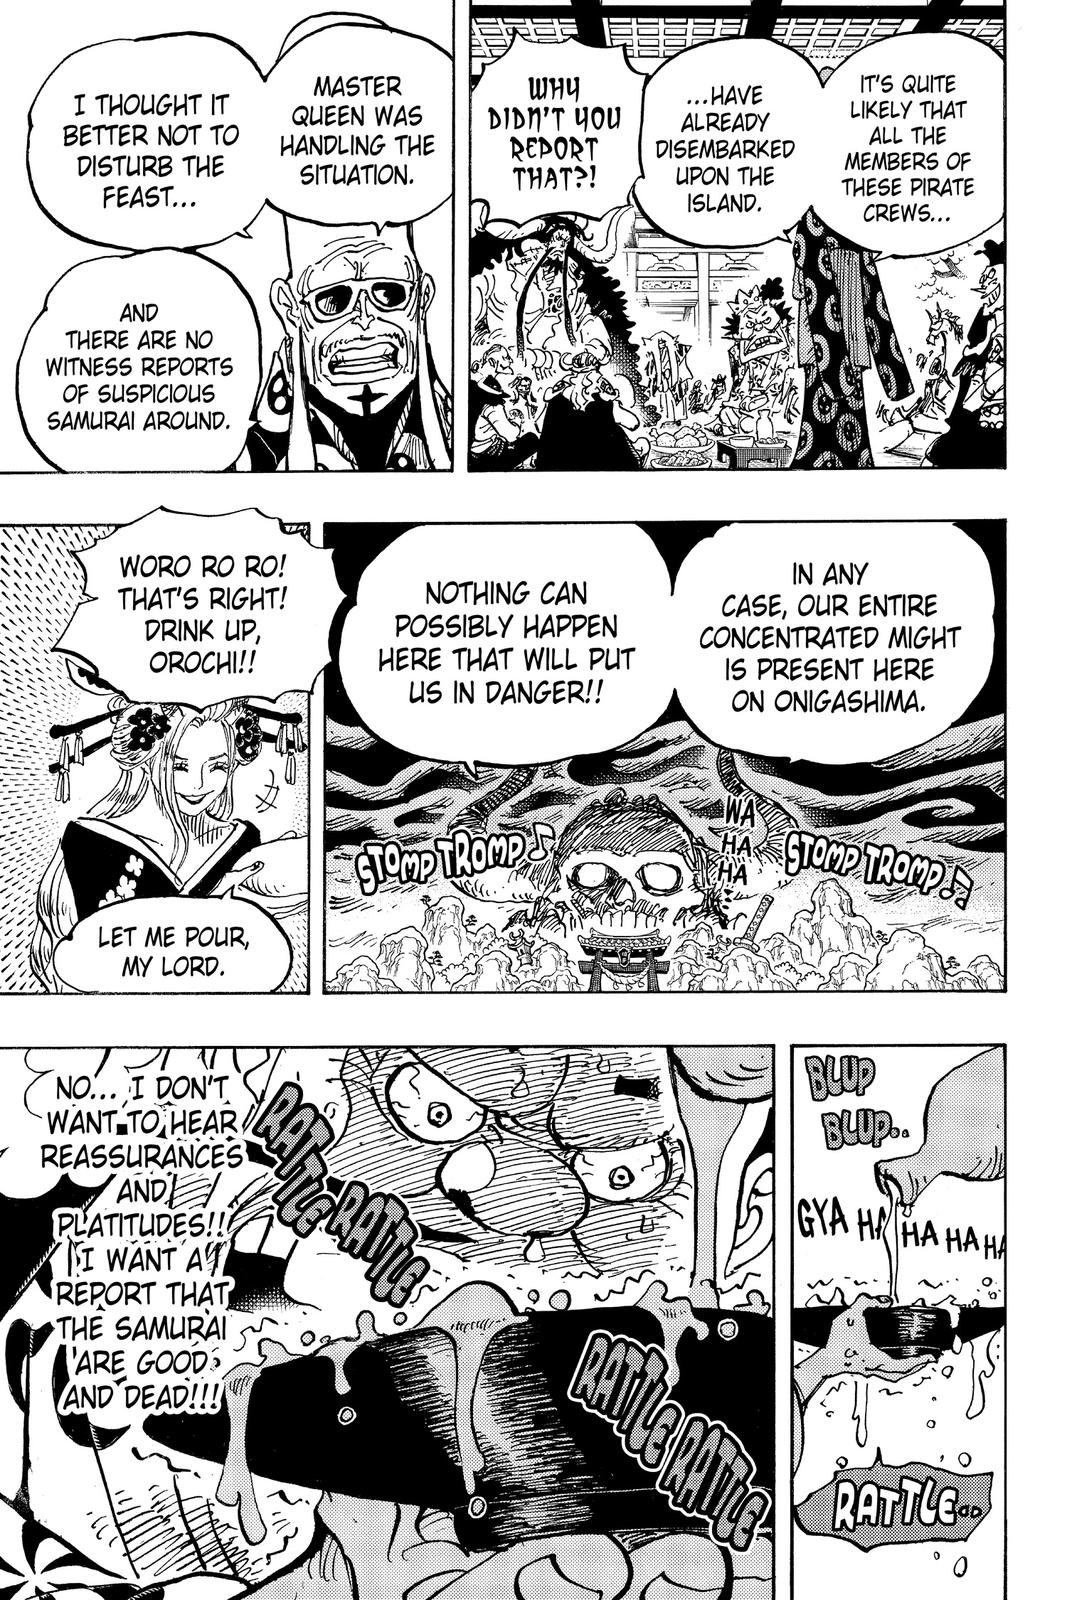 IT'S QUITE
LIKELY THAT
ALL THE
MEMBERS OF
THESE PIRATE
CREWS...
...HAVE
ALREADY
DISEMBARKED
UPON THE
ISLAND.
WHY
DIDN'T YOU
REPORT
THAT?!
MASTER
QUEEN WAS
HANDLING THE
SITUATION.
I THOUGHT IT
BETTER NOT TO
DISTURB THE
FEAST...
AND
THERE ARE NO
WITNESS REPORTS
OF SUSPICIOUS
SAMURAI AROUND.
IN ANY
CASE, OUR ENTIRE
CONCENTRATED MIGHT
IS PRESENT HERE
ON ONIGASHIMA.
NOTHING CAN
POSSIBLY HAPPEN
HERE THAT WILL PUT
US IN DANGER!!
WA
HA
HA
STOMP TROMP
STOMP TROMP
WORO RO RO!
THAT'S RIGHT!
DRINK UP,
OROCHI!!
LET ME POUR,
MY LORD.
BLUP
BLUP..
GYA HA HA HA HA
RATTLE..
RATTLE RATTLE
RATTLE RATTLE
NO... I DON'T
WANT TO HEAR
REASSURANCES
AND
PLATITUDES!!
I WANT A
REPORT THAT
THE SAMURAI
ARE GOOD
AND DEAD!!!